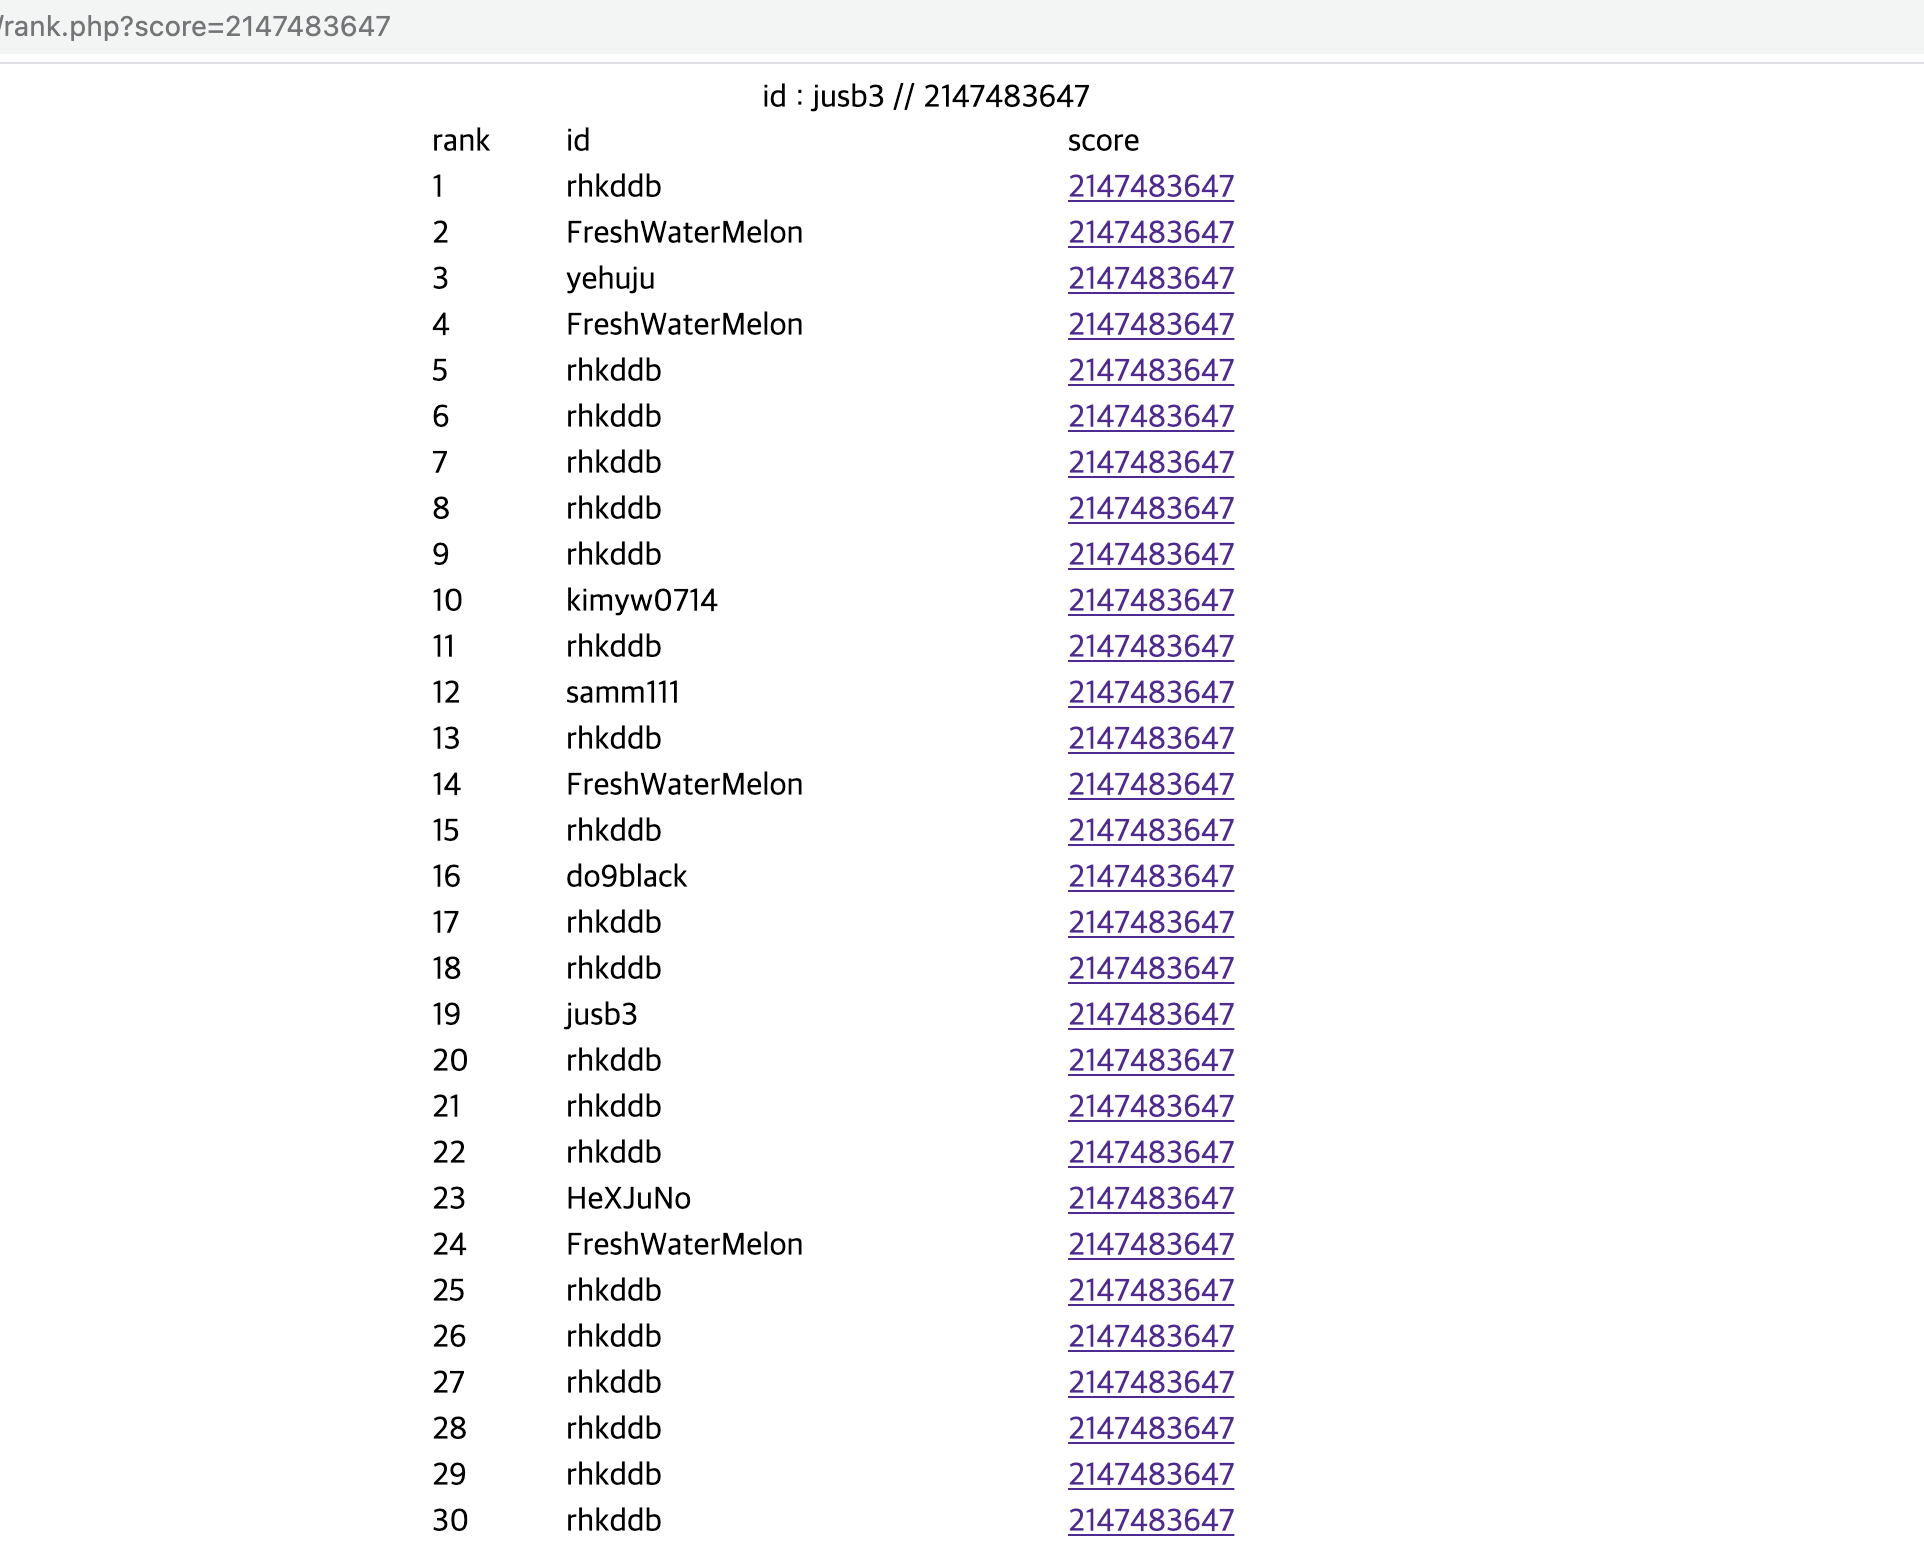 /rank.php?score=2147483647
id : jusb3 // 2147483647
rank id score
1 rhkddb 2147483647
2 FreshWaterMelon 2147483647
3 yehuju 2147483647
4 FreshWaterMelon 2147483647
5 rhkddb 2147483647
6 rhkddb 2147483647
7 rhkddb 2147483647
8 rhkddb 2147483647
9 rhkddb 2147483647
10 kimyw0714 2147483647
11 rhkddb 2147483647
12 samm111 2147483647
13 rhkddb 2147483647
14 FreshWaterMelon 2147483647
15 rhkddb 2147483647
16 do9black 2147483647
17 rhkddb 2147483647
18 rhkddb 2147483647
19 jusb3 2147483647
20 rhkddb 2147483647
21 rhkddb 2147483647
22 rhkddb 2147483647
23 HeXJuNo 2147483647
24 FreshWaterMelon 2147483647
25 rhkddb 2147483647
26 rhkddb 2147483647
27 rhkddb 2147483647
28 rhkddb 2147483647
29 rhkddb 2147483647
30 rhkddb 2147483647